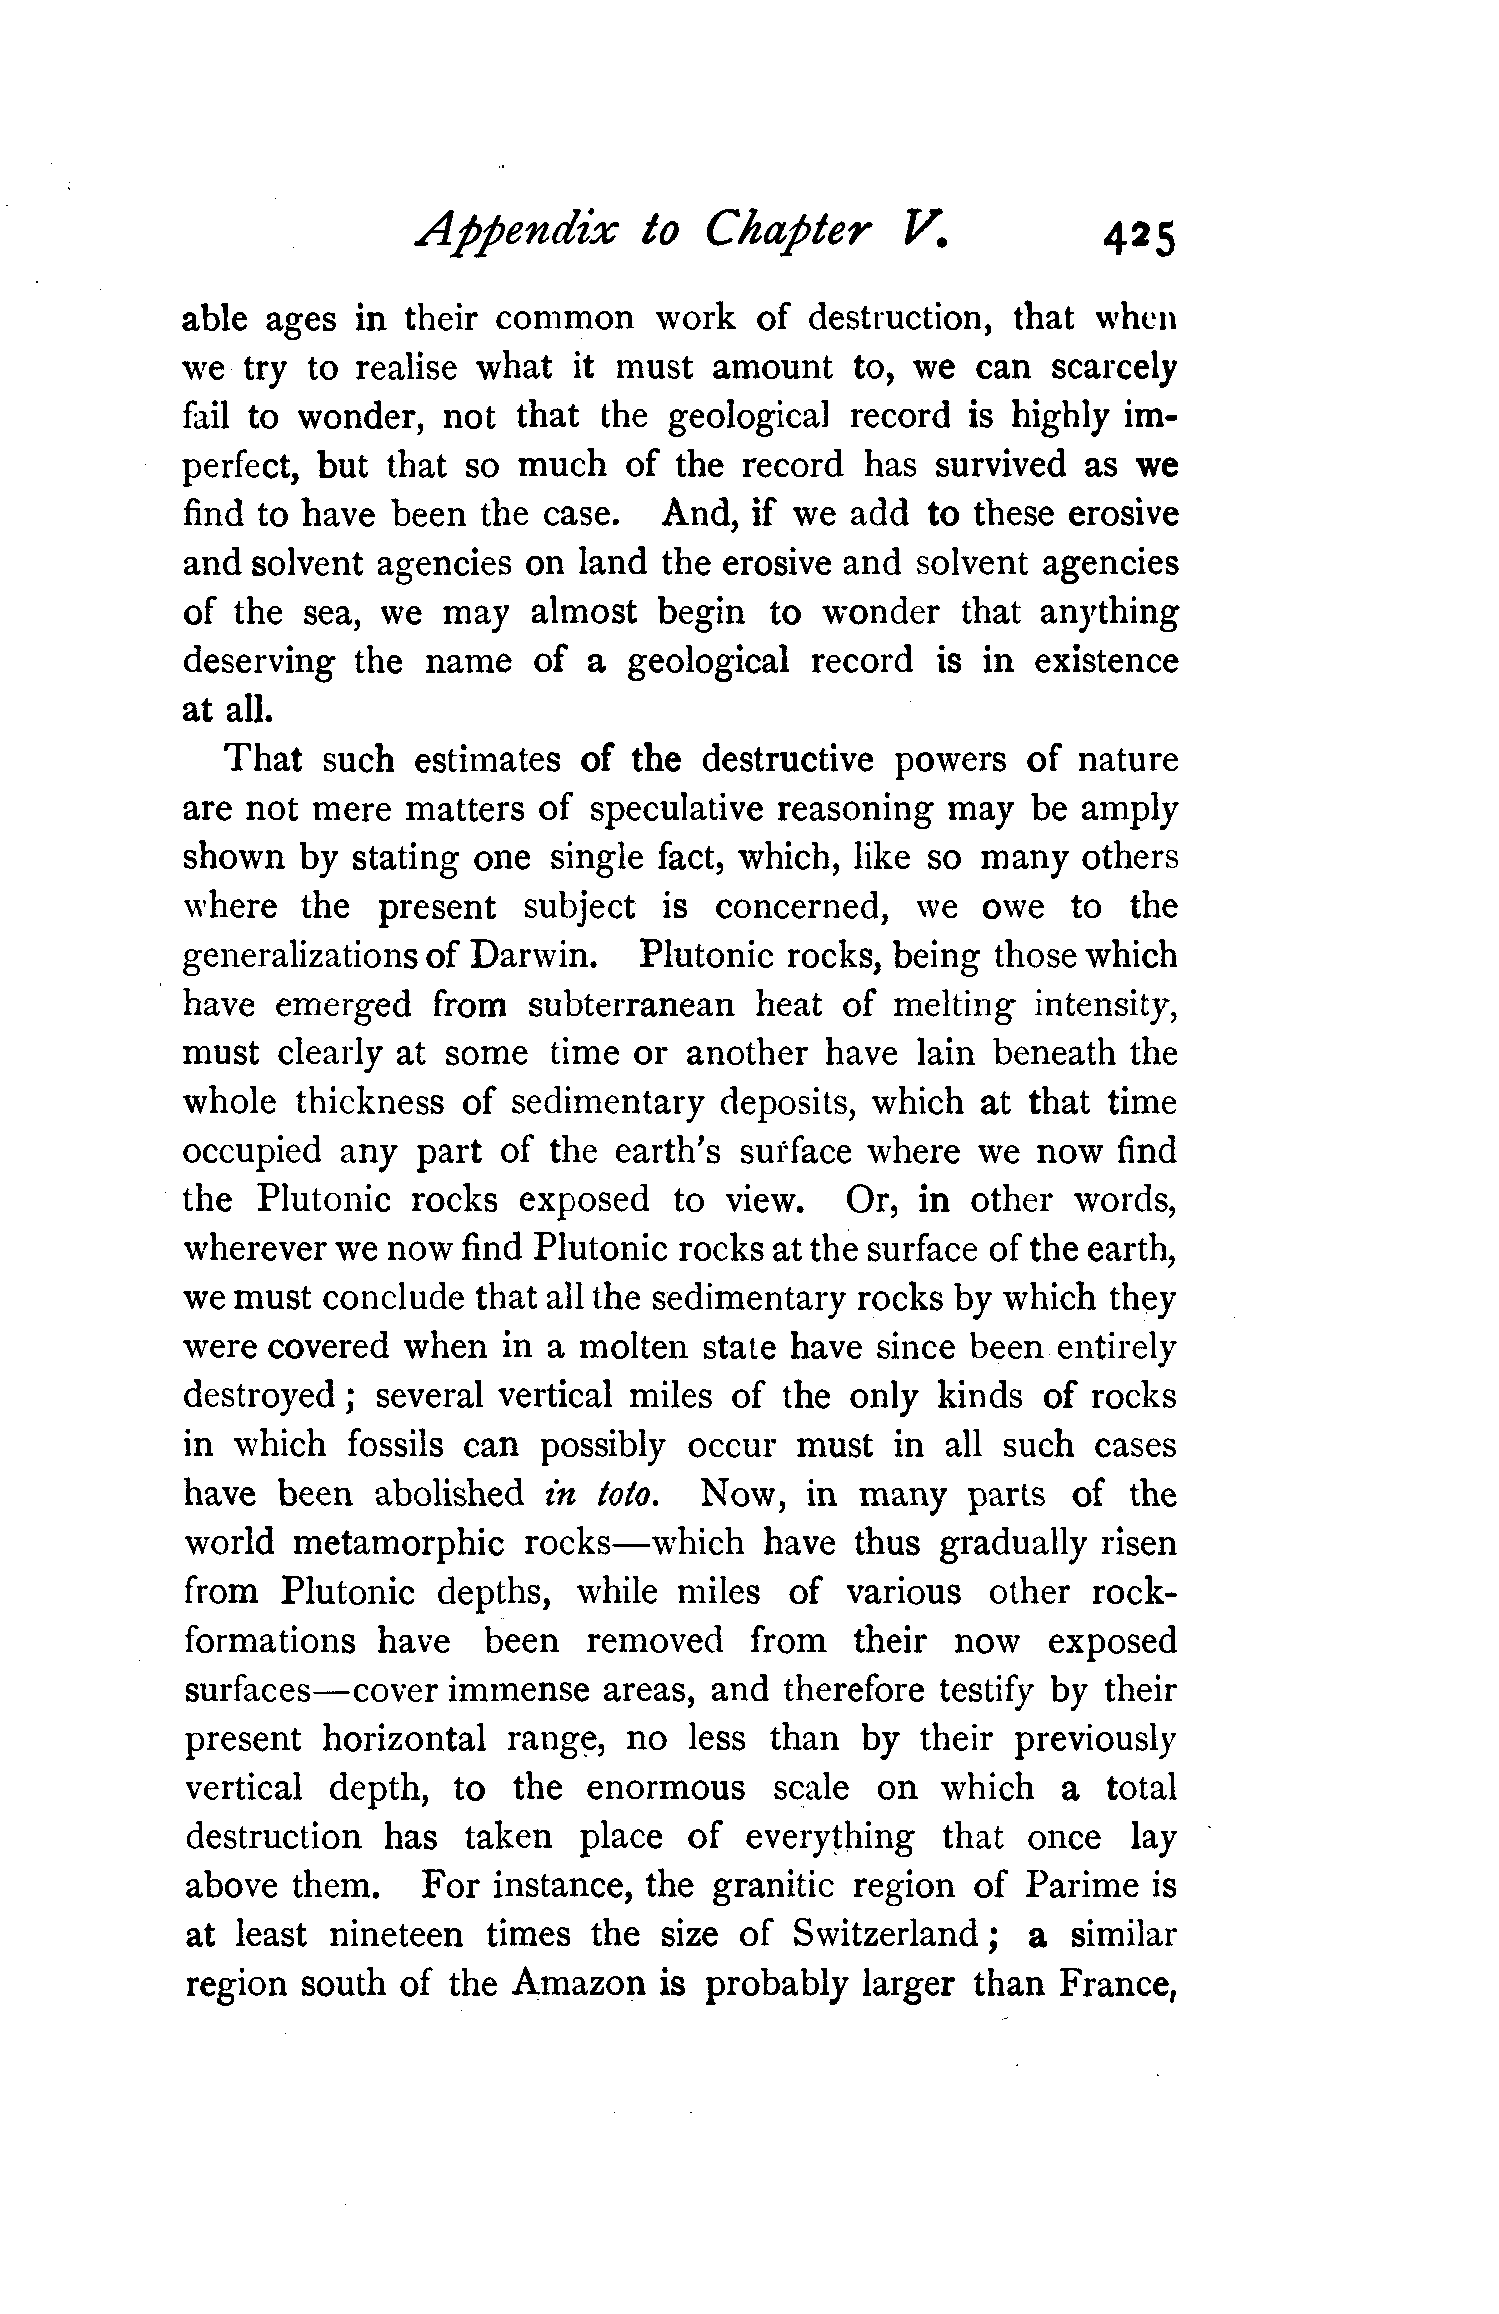 Appendix to Chapter V. 425
able ages in their common work of destruction, that when
we try to realise what it must amount to, we can scarcely
fail to wonder, not that the geological record is highly im-
perfect, but that so much of the record has survived as we
find to have been the case. And, if we add to these erosive
and solvent agencies on land the erosive and solvent agencies
of the sea, we may almost begin to wonder that anything
deserving the name of a geological record is in existence
at all.
That such estimates of the destructive powers of nature
are not mere matters of speculative reasoning may be amply
shown by stating one single fact, which, like so many others
where the present subject is concerned, we owe to the
generalizations of Darwin. Plutonic rocks, being those which
have emerged from subterranean heat of melting intensity,
must clearly at some time or another have lain beneath the
whole thickness of sedimentary deposits, which at that time
occupied any part of the earth's surface where we now find
the Plutonic rocks exposed to view. Or, in other words,
wherever we now find Plutonic rocks at the surface of the earth,
we must conclude that all the sedimentary rocks by which they
were covered when in a molten state have since been entirely
destroyed ; several vertical miles of the only kinds of rocks
in which fossils can possibly occur must in all such cases
have been abolished in toto. Now, in many parts of the
world metamorphic rocks—which have thus gradually risen
from Plutonic depths, while miles of various other rock-
formations have been removed from their now exposed
surfaces—cover immense areas, and therefore testify by their
present horizontal range, no less than by their previously
vertical depth, to the enormous scale on which a total
destruction has taken place of everything that once lay
above them. For instance, the granitic region of Parime is
at least nineteen times the size of Switzerland ; a similar
region south of the Amazon is probably larger than France,